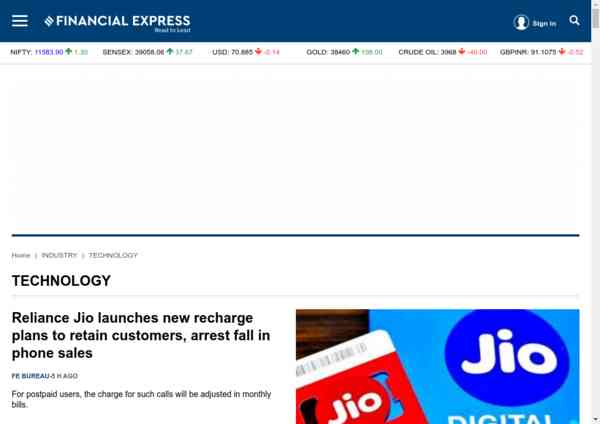 FINANCIAL EXPRESS
Read to Lead
Sign in
NIFTY: 11583.90 1.30 SENSEX: 39058.06 37.67 USD: 70.885 -0.14 GOLD: 38460 198.00 CRUDE OIL: 3968 -40.00 GBPINR: 91.1075 -0.52
Home | INDUSTRY | TECHNOLOGY
TECHNOLOGY
Reliance Jio launches new recharge
plans to retain customers, arrest fall in
phone sales
FE BUREAU-5 H AGO
For postpaid users, the charge for such calls will be adjusted in monthly
bills.
Jio
Jio
DIGITAL